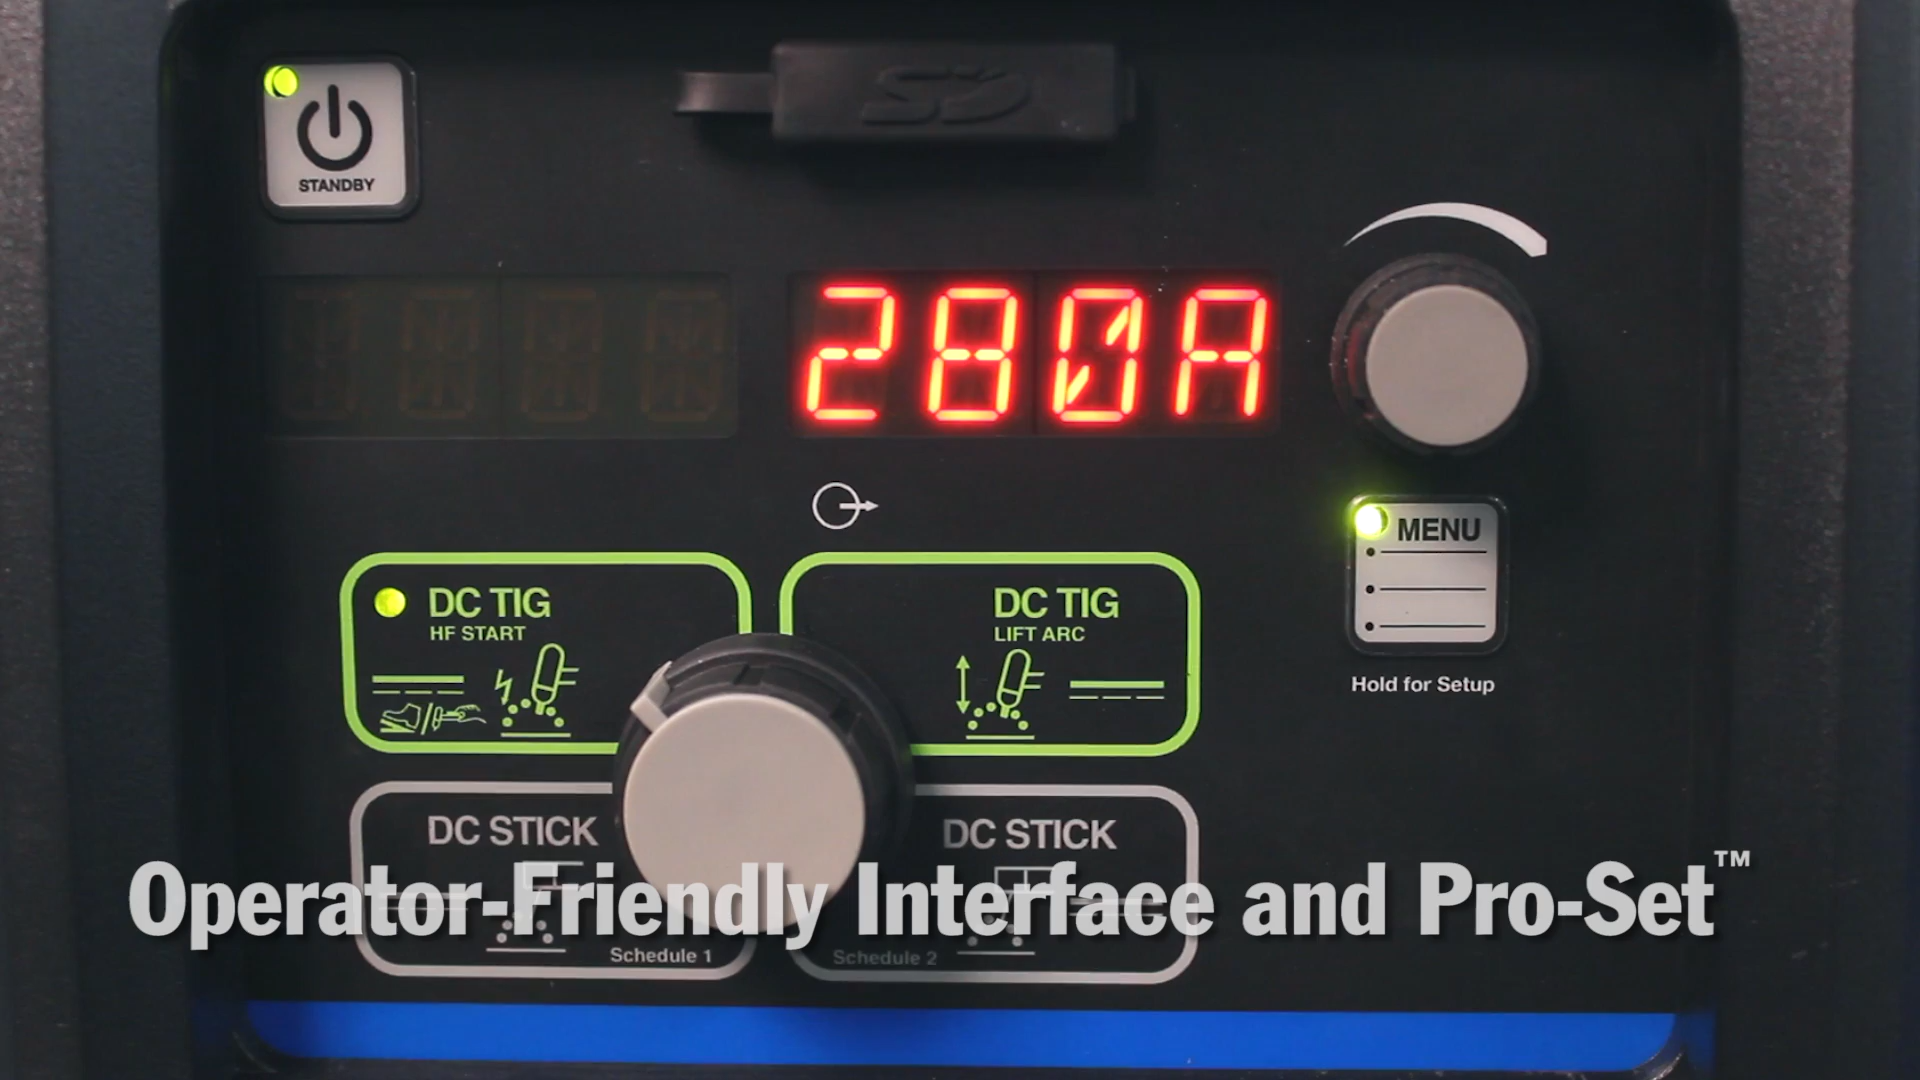 SD
STANDBY
280A
MENU
DC TIG
HF START
DC TIG
LIFT ARC
Hold for Setup
DC STICK
DC STICK
Operator-Friendly Interface and Pro-Set™
Schedule 1
Schedule 2